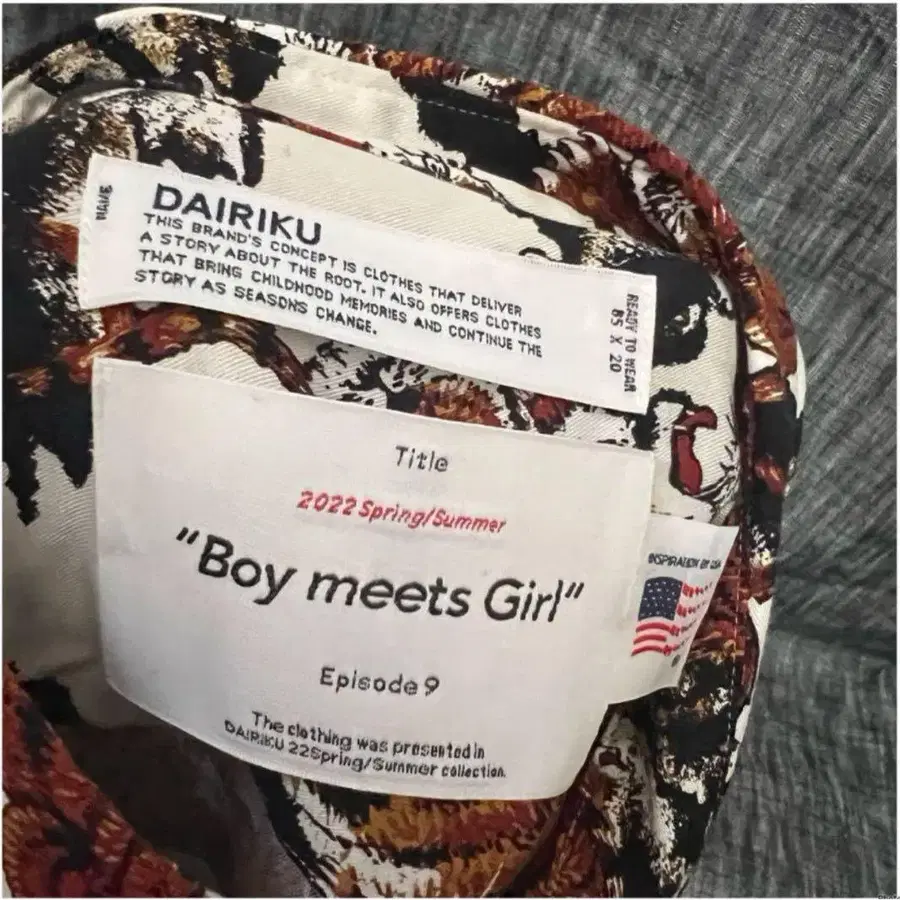 NAME
DAIRIKU
THIS BRAND'S CONCEPT IS CLOTHES THAT DELIVER
A STORY ABOUT THE ROOT. IT ALSO OFFERS CLOTHES
THAT BRING CHILDHOOD MEMORIES AND CONTINUE THE
STORY AS SEASONS CHANGE.
READY TO WEAR
85 X 20
Title
2022 Spring/Summer
"Boy meets Girl"
Episode 9
The clothing was presented in
DAIRIKU 22Spring/Summer collection.
INSPIRATION BY USA